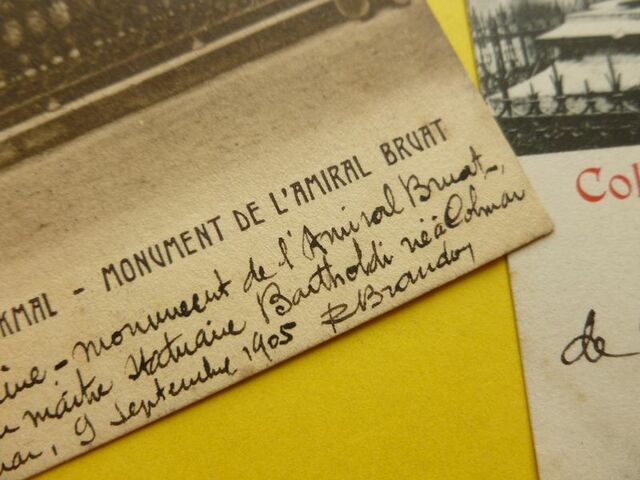 KMAL - MONUMENT DE L'AMIRAL BRUAT
- monument de l'Amiral Bruat -
maître statuaire Bartholdi né à Colmar
, 9 septembre 1905 Brandon
Col
de